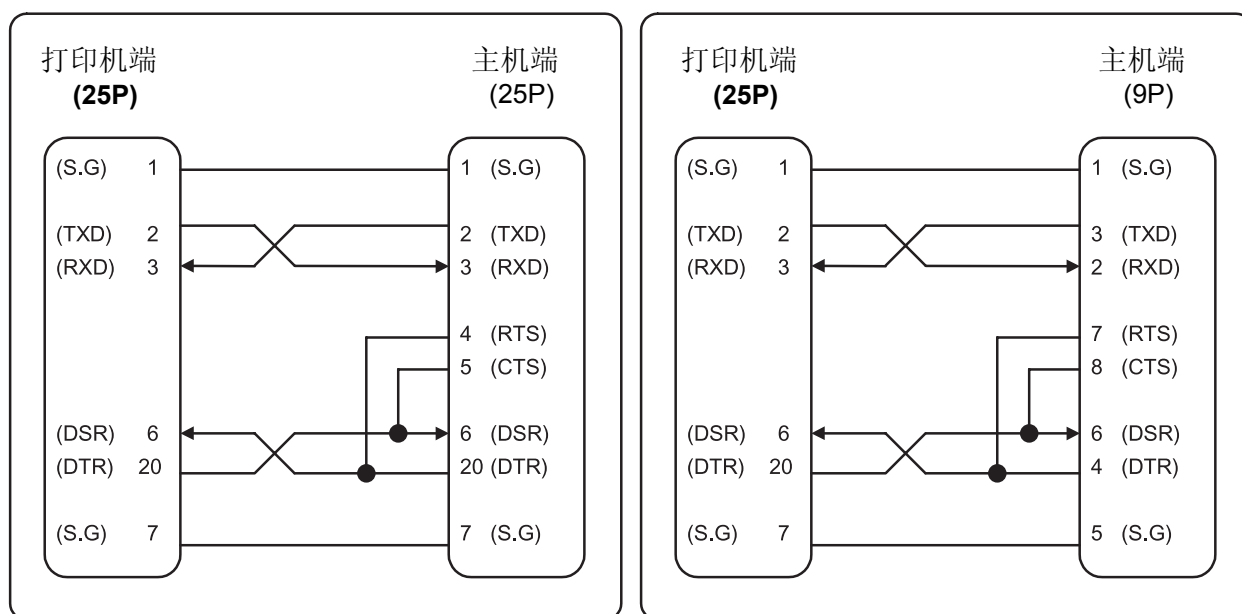 打印机端
(25P)
主机端
(25P)
(S.G) 1
1 (S.G)
(TXD) 2
2 (TXD)
(RXD) 3
3 (RXD)
4 (RTS)
5 (CTS)
(DSR) 6
6 (DSR)
(DTR) 20
20 (DTR)
(S.G) 7
7 (S.G)
打印机端
(25P)
主机端
(9P)
(S.G) 1
1 (S.G)
(TXD) 2
3 (TXD)
(RXD) 3
2 (RXD)
7 (RTS)
8 (CTS)
(DSR) 6
6 (DSR)
(DTR) 20
4 (DTR)
(S.G) 7
5 (S.G)